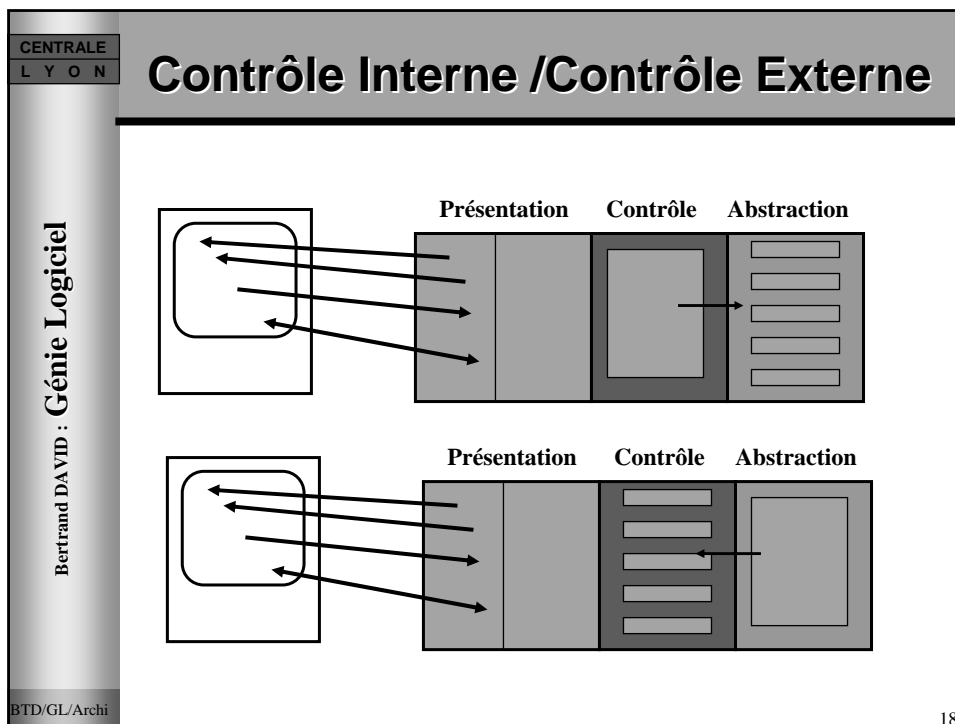 CENTRALE
L Y O N
Contrôle Interne /Contrôle Externe
Bertrand DAVID : Génie Logiciel
Présentation Contrôle Abstraction
Présentation Contrôle Abstraction
BTD/GL/Archi
18